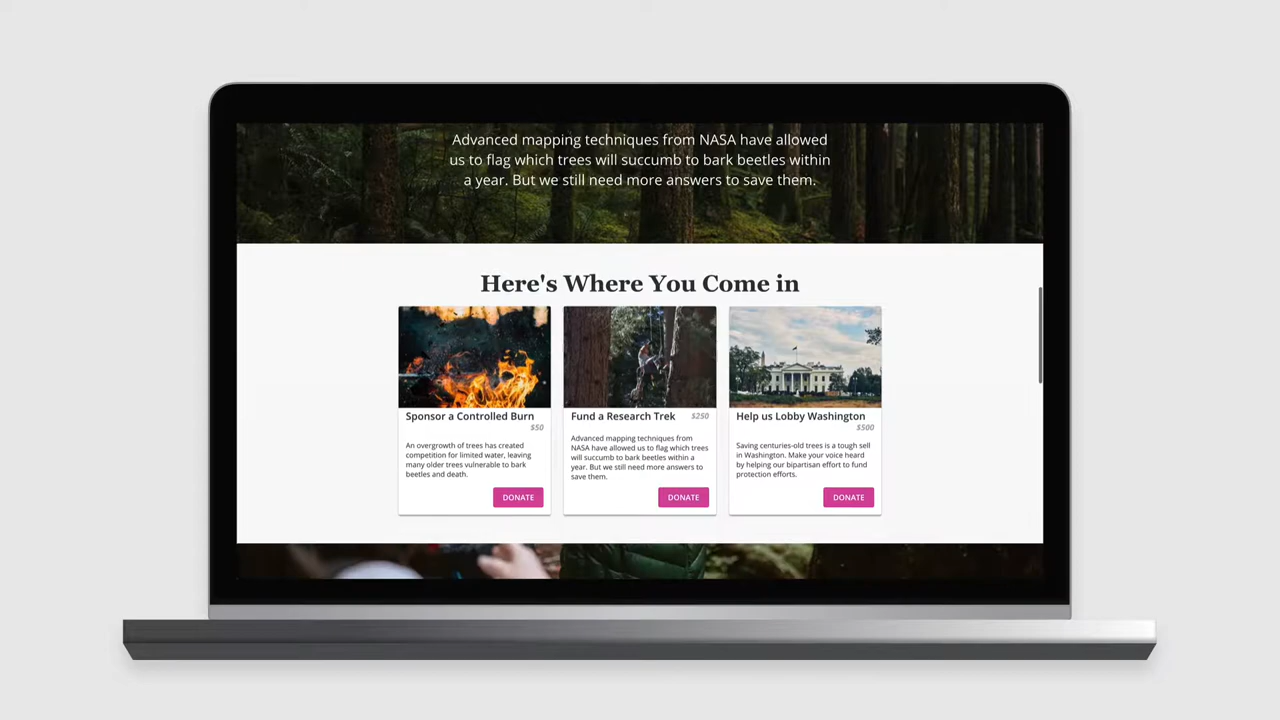 Advanced mapping techniques from NASA have allowed
us to flag which trees will succumb to bark beetles within
a year. But we still need more answers to save them.
Here's Where You Come in
Sponsor a Controlled Burn
$50
An overgrowth of trees has created
competition for limited water, leaving
many older trees vulnerable to bark
beetles and death.
DONATE
Fund a Research Trek $250
Advanced mapping techniques from
NASA have allowed us to flag which trees
will succumb to bark beetles within a
year. But we still need more answers to
save them.
DONATE
Help us Lobby Washington
$500
Saving centuries-old trees is a tough sell
in Washington. Make your voice heard
by helping our bipartisan effort to fund
protection efforts.
DONATE